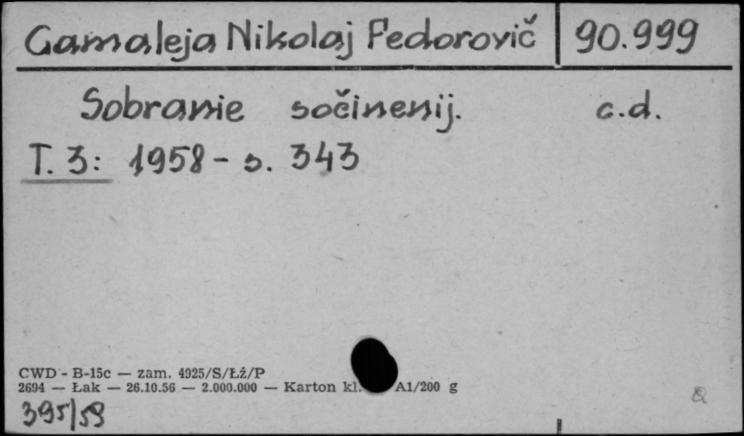 Gamaleja Nikolaj Fedorovič 90.999
Sobranie sočinenij. c.d.
T. 3: 1958 - s. 343
CWD - B-15c — zam. 4925/S/Łź/P
2694 — Łak — 26.10.56 — 2.000.000 — Karton kl. A1/200 g
395/59